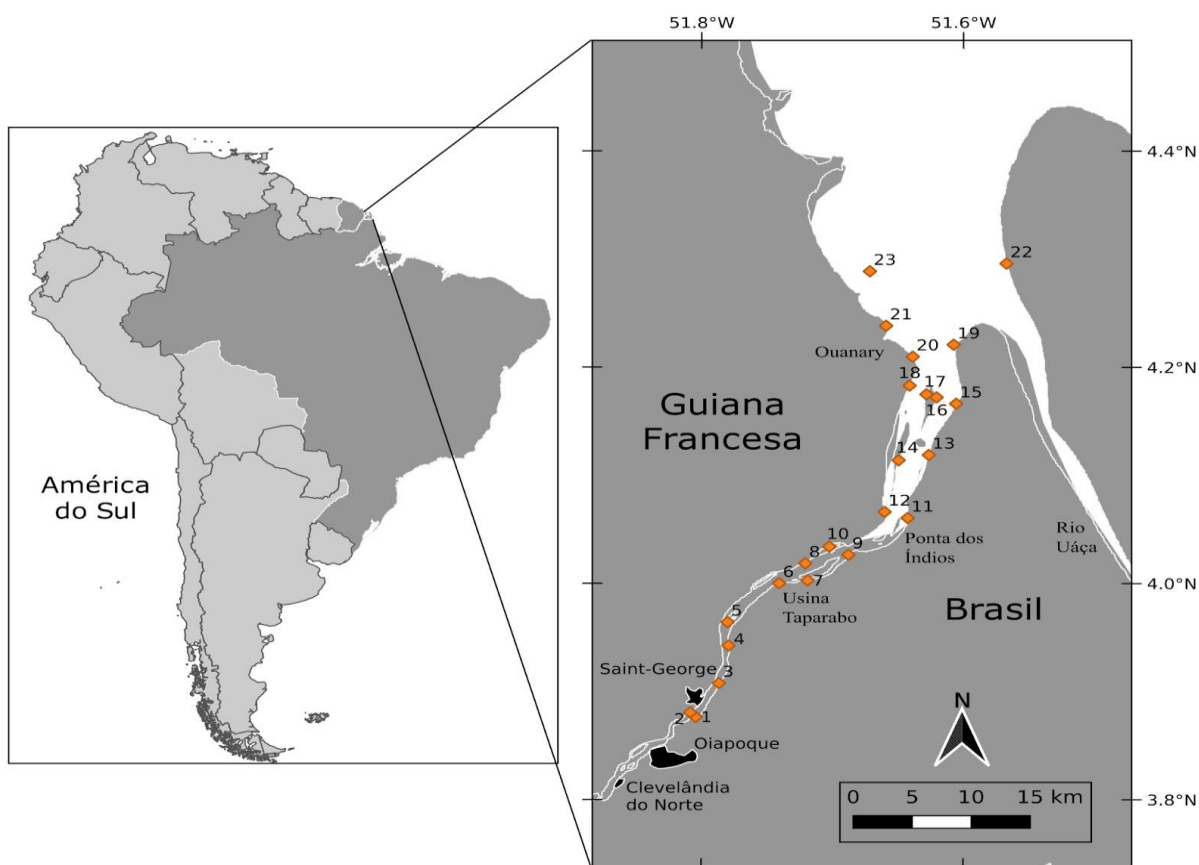 51.8°W
51.6°W
4.4°N
22
23
21
19
Ouanary
20
4.2°N
18
17
15
16
Guiana
Francesa
14
13
América
do Sul
12
11
Ponta dos
Índios
Rio
Uáça
10
9
8
6
7
4.0°N
Usina
Taparabo
Brasil
5
4
Saint-George
3
N
2
1
Oiapoque
Clevelândia
do Norte
3.8°N
0 5 10 15 km